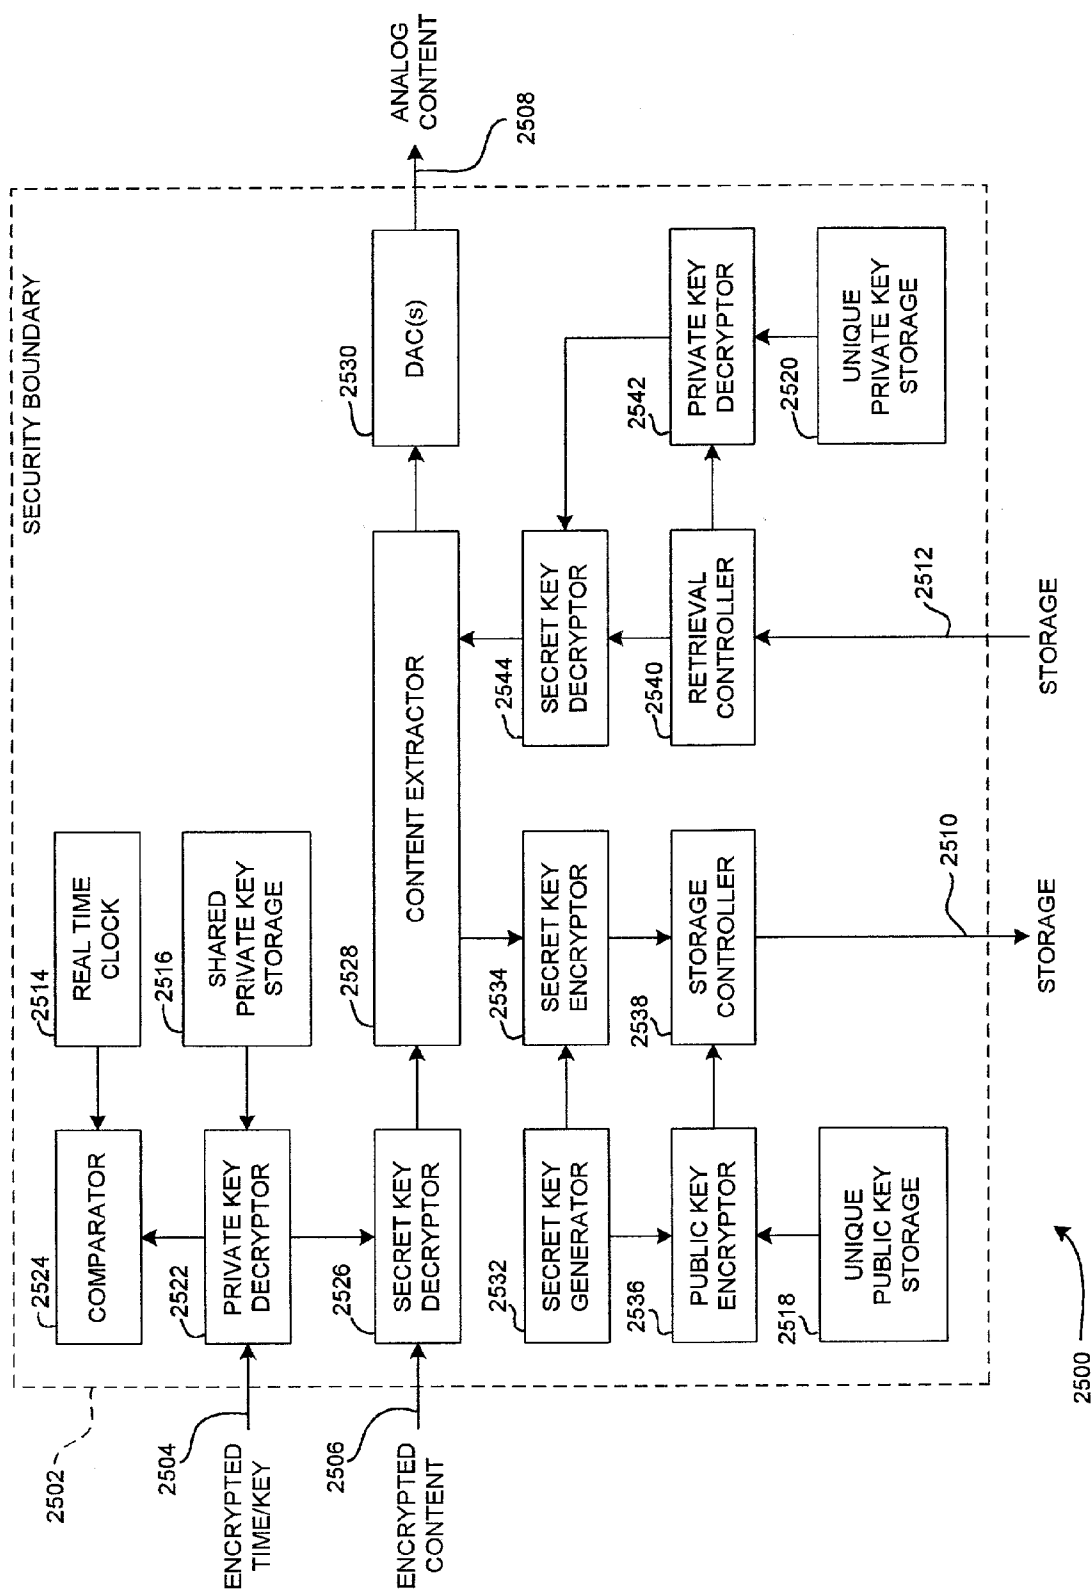 SECURITY BOUNDARY
2502
2524
COMPARATOR
2514
REAL TIME
CLOCK
2504
ENCRYPTED
TIME/KEY
2522
PRIVATE KEY
DECRYPTOR
2516
SHARED
PRIVATE KEY
STORAGE
2506
ENCRYPTED
CONTENT
2526
SECRET KEY
DECRYPTOR
2528
CONTENT EXTRACTOR
2530
DAC(s)
ANALOG
CONTENT
2508
2532
SECRET KEY
GENERATOR
2534
SECRET KEY
ENCRYPTOR
2544
SECRET KEY
DECRYPTOR
2536
PUBLIC KEY
ENCRYPTOR
2538
STORAGE
CONTROLLER
2540
RETRIEVAL
CONTROLLER
2542
PRIVATE KEY
DECRYPTOR
2518
UNIQUE
PUBLIC KEY
STORAGE
2520
UNIQUE
PRIVATE KEY
STORAGE
2510
2512
STORAGE
STORAGE
2500